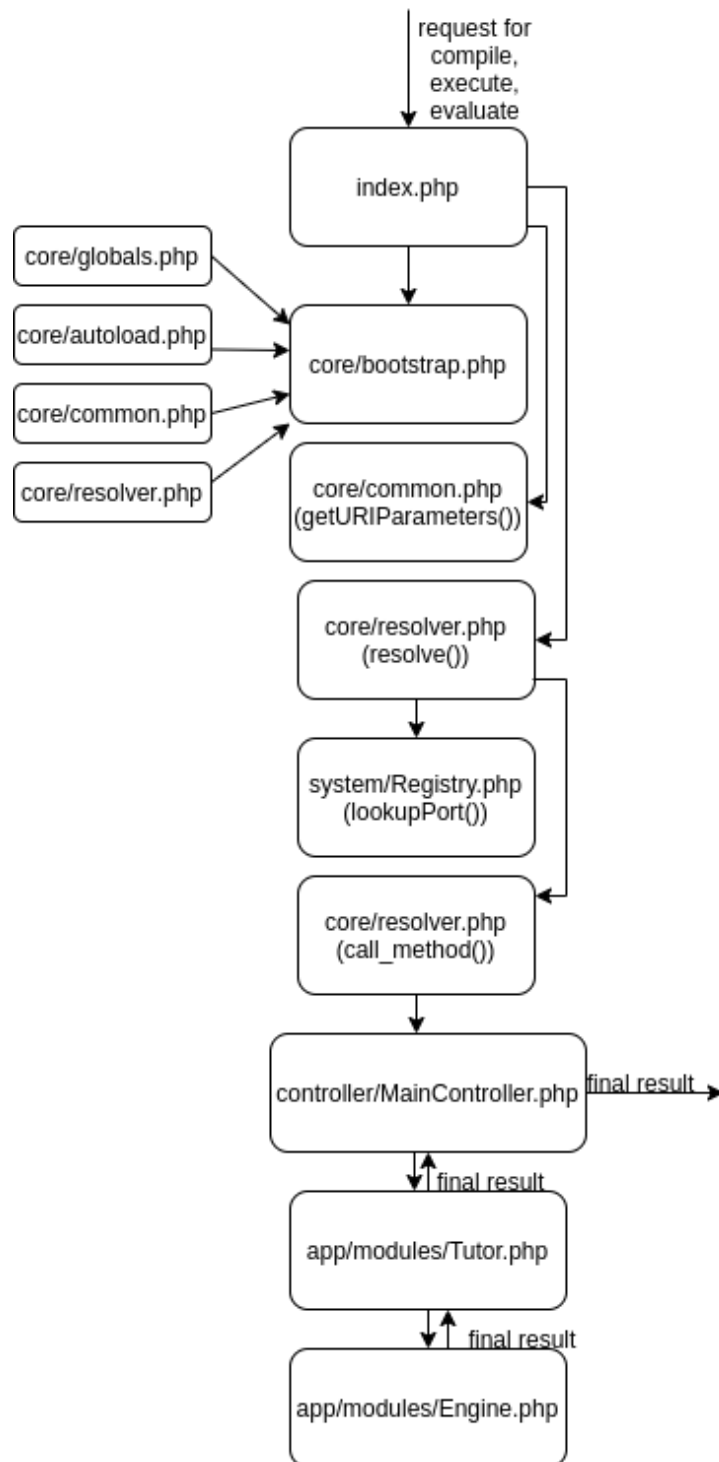 request for
compile,
execute,
evaluate
index.php
core/globals.php
core/autoload.php
core/bootstrap.php
core/common.php
core/resolver.php
core/common.php
(getURIParameters())
core/resolver.php
(resolve())
system/Registry.php
(lookupPort())
core/resolver.php
(call_method())
controller/MainController.php
final result
final result
app/modules/Tutor.php
final result
app/modules/Engine.php